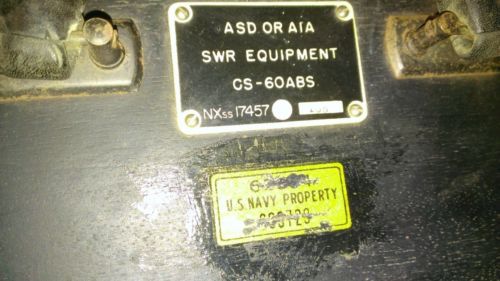 ASD OR AIA
SWR EQUIPMENT
CS-60ABS
NXss 17457
U.S. NAVY PROPERTY